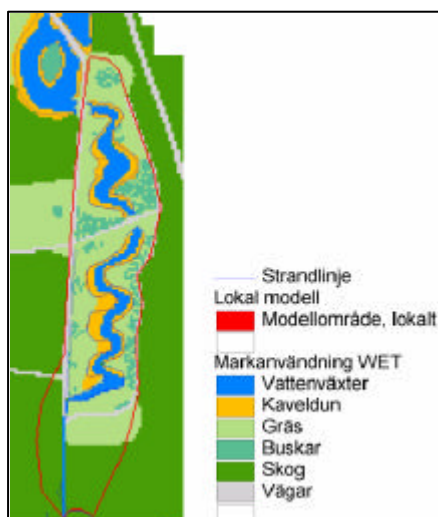 Strandlinje
Lokal modell
Modellområde, lokalt
Markanvändning WET
Vattenväxter
Kaveldun
Gräs
Buskar
Skog
Vägar